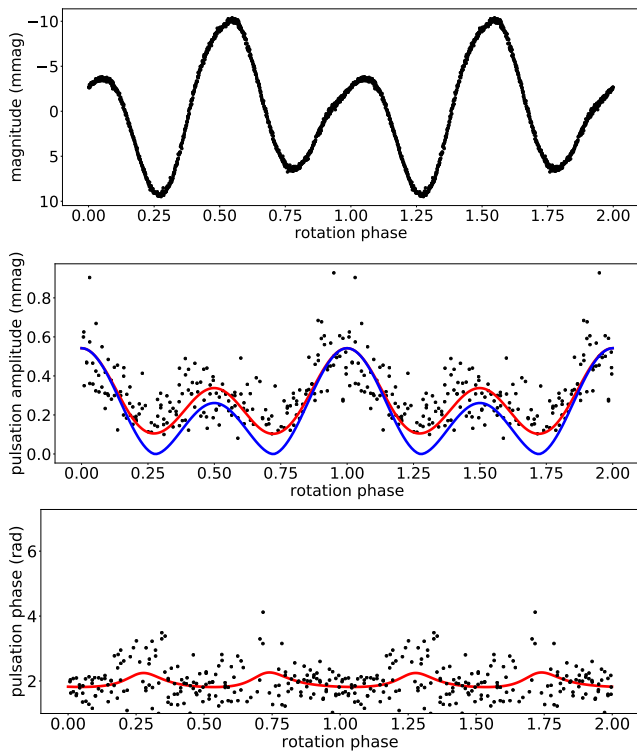 magnitude (mmag)
−10
−5
0
5
10
0.00 0.25 0.50 0.75 1.00 1.25 1.50 1.75 2.00
rotation phase
pulsation amplitude (mmag)
0.8
0.6
0.4
0.2
0.0
0.00 0.25 0.50 0.75 1.00 1.25 1.50 1.75 2.00
rotation phase
pulsation phase (rad)
6
4
2
0.00 0.25 0.50 0.75 1.00 1.25 1.50 1.75 2.00
rotation phase